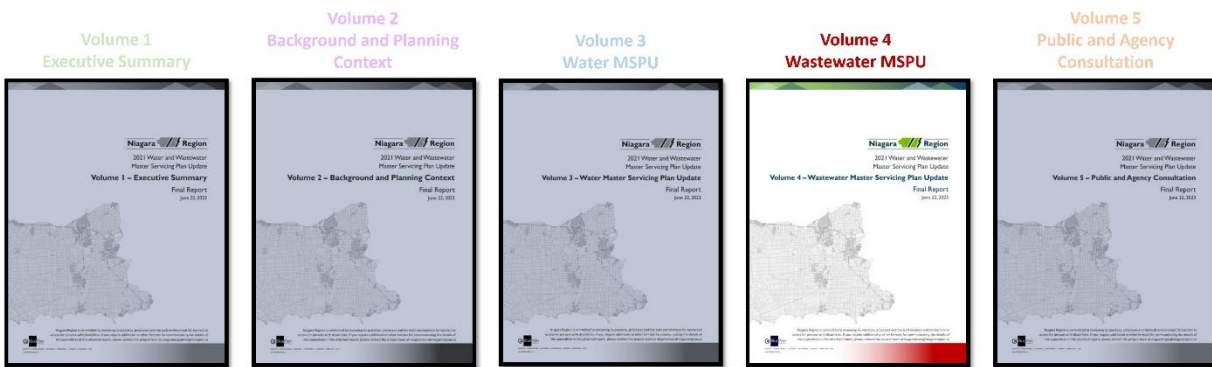 Volume 1
Executive Summary
Volume 2
Background and Planning
Context
Volume 3
Water MSPU
Volume 4
Wastewater MSPU
Volume 5
Public and Agency
Consultation
Niagara Region
2021 Water and Wastewater
Master Servicing Plan Update
Volume 1 – Executive Summary
Final Report
June 22, 2023
Niagara Region
2021 Water and Wastewater
Master Servicing Plan Update
Volume 2 – Background and Planning Context
Final Report
June 22, 2023
Niagara Region
2021 Water and Wastewater
Master Servicing Plan Update
Volume 3 – Water Master Servicing Plan Update
Final Report
June 22, 2023
Niagara Region
2021 Water and Wastewater
Master Servicing Plan Update
Volume 4 – Wastewater Master Servicing Plan Update
Final Report
June 22, 2023
Niagara Region
2021 Water and Wastewater
Master Servicing Plan Update
Volume 5 – Public and Agency Consultation
Final Report
June 22, 2023